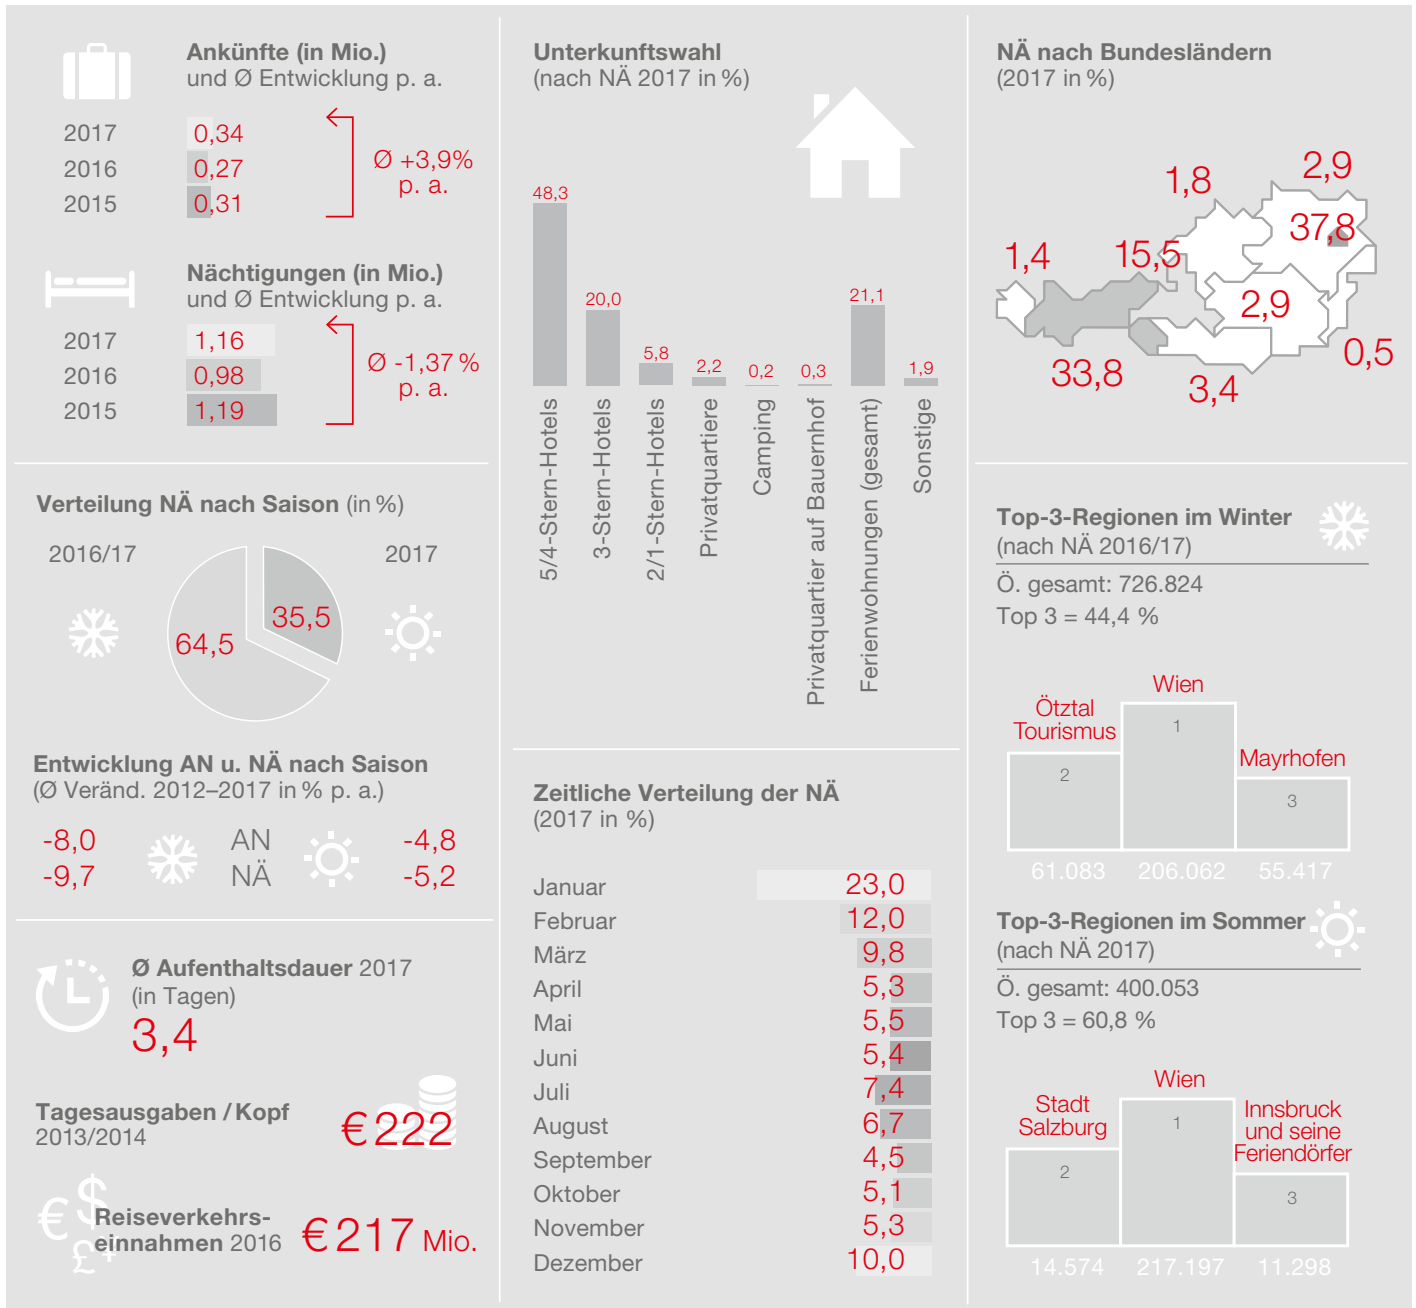 Ankünfte (in Mio.)
und Ø Entwicklung p. a.
2017 0,34
2016 0,27
2015 0,31
Ø +3,9%
p. a.
Nächtigungen (in Mio.)
und Ø Entwicklung p. a.
2017 1,16
2016 0,98
2015 1,19
Ø -1,37 %
p. a.
Verteilung NÄ nach Saison (in %)
2016/17 2017
64,5 35,5
Entwicklung AN u. NÄ nach Saison
(Ø Veränd. 2012–2017 in % p. a.)
-8,0 AN -4,8
-9,7 NÄ -5,2
Ø Aufenthaltsdauer 2017
(in Tagen)
3,4
Tagesausgaben / Kopf
2013/2014
€ 222
€ $ £ ¥
Reiseverkehrs-
einnahmen 2016
€ 217 Mio.
Unterkunftswahl
(nach NÄ 2017 in %)
48,3
20,0
5,8
2,2
0,2
0,3
21,1
1,9
5/4-Stern-Hotels
3-Stern-Hotels
2/1-Stern-Hotels
Privatquartiere
Camping
Privatquartier auf Bauernhof
Ferienwohnungen (gesamt)
Sonstige
Zeitliche Verteilung der NÄ
(2017 in %)
Januar 23,0
Februar 12,0
März 9,8
April 5,3
Mai 5,5
Juni 5,4
Juli 7,4
August 6,7
September 4,5
Oktober 5,1
November 5,3
Dezember 10,0
NÄ nach Bundesländern
(2017 in %)
2,9
1,8
37,8
1,4
15,5
2,9
0,5
33,8
3,4
Top-3-Regionen im Winter
(nach NÄ 2016/17)
Ö. gesamt: 726.824
Top 3 = 44,4 %
Wien
Ötztal
Tourismus
Mayrhofen
1
2
3
61.083 206.062 55.417
Top-3-Regionen im Sommer
(nach NÄ 2017)
Ö. gesamt: 400.053
Top 3 = 60,8 %
Wien
Stadt
Salzburg
Innsbruck
und seine
Feriendörfer
1
2
3
14.574 217.197 11.298